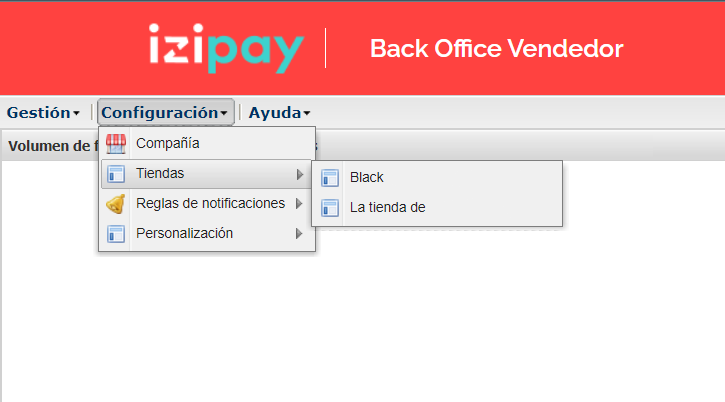 izipay
Back Office Vendedor
Gestión
Configuración
Ayuda
Volumen de f
Compañía
Tiendas
Reglas de notificaciones
Personalización
Black
La tienda de